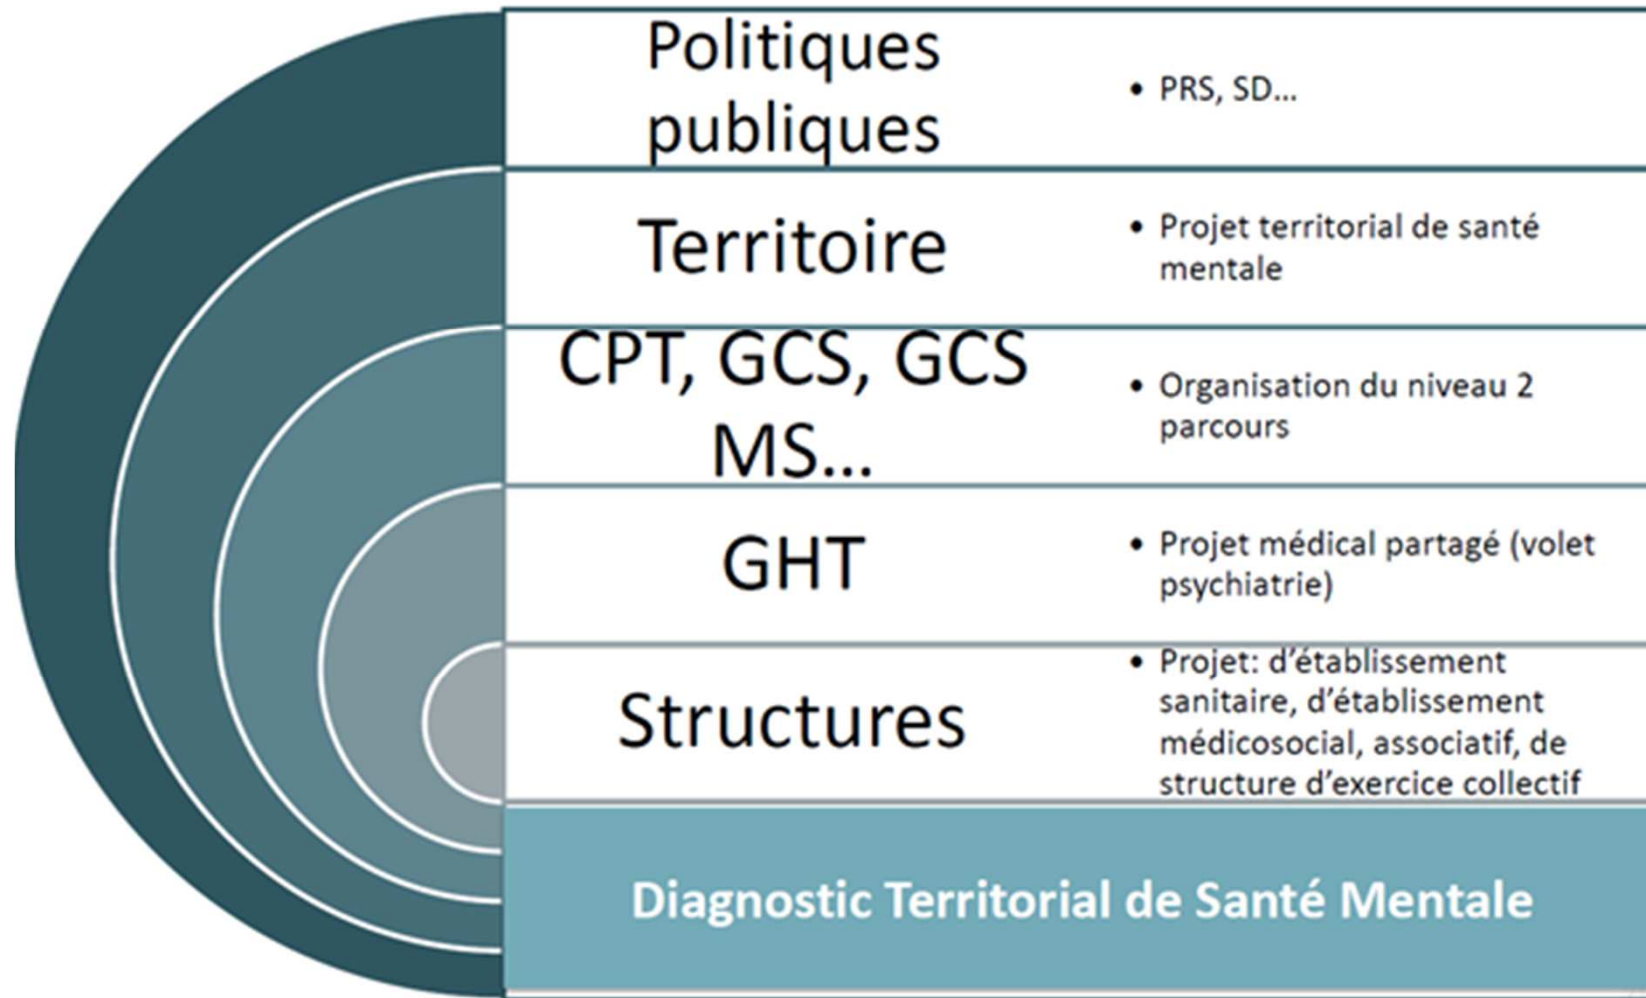 Politiques
publiques
• PRS, SD...
Territoire
• Projet territorial de santé
mentale
CPT, GCS, GCS
MS...
• Organisation du niveau 2
parcours
GHT
• Projet médical partagé (volet
psychiatrie)
Structures
• Projet: d’établissement
sanitaire, d’établissement
médicosocial, associatif, de
structure d’exercice collectif
Diagnostic Territorial de Santé Mentale